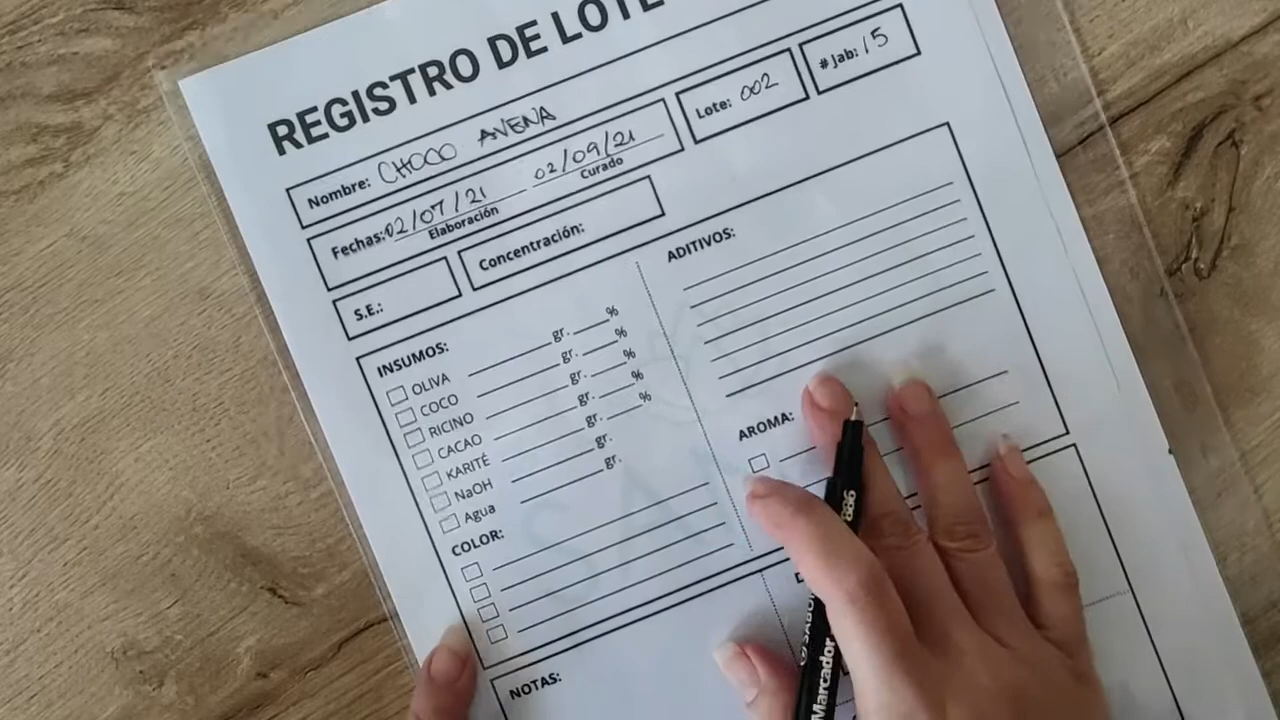 REGISTRO DE LOTE
Nombre: CHOCO AVENA
Fechas: 02/07/21 02/09/21
Elaboración Curado
Lote: 002
# Jab: 15
S.E.:
Concentración:
INSUMOS:
OLIVA gr. %
COCO gr. %
RICINO gr. %
CACAO gr. %
KARITÉ gr. %
NaOH gr.
Agua gr.
COLOR:
ADITIVOS:
AROMA:
NOTAS:
Marcador
886